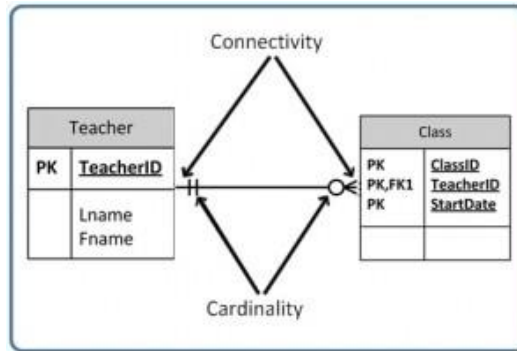 Connectivity
Teacher
PK TeacherID
Lname
Fname
Class
PK ClassID
PK,FK1 TeacherID
PK StartDate
Cardinality